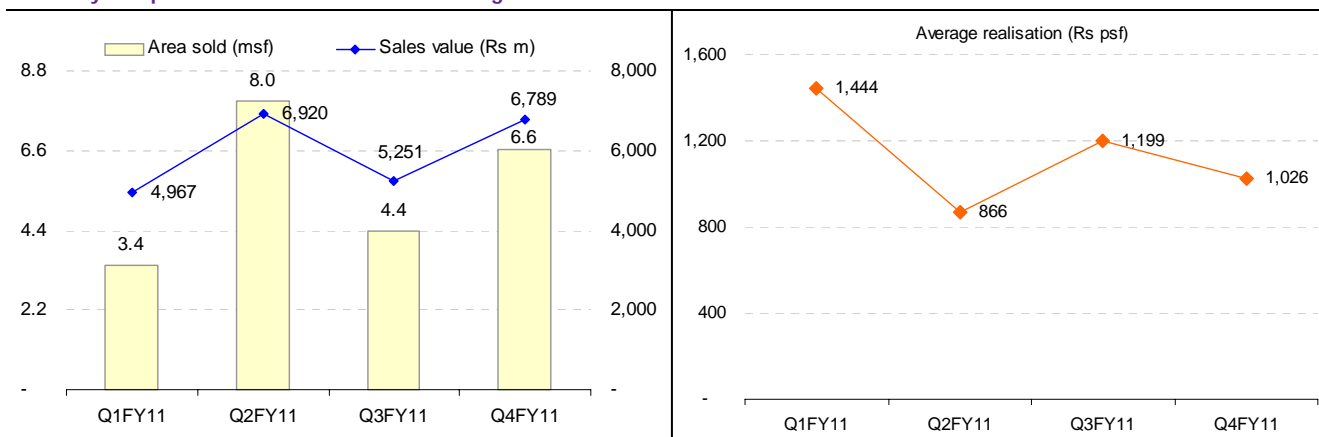 Area sold (msf)
Sales value (Rs m)
8.8
6.6
4.4
2.2
-
8,000
6,000
4,000
2,000
-
3.4
8.0
4.4
6.6
4,967
6,920
5,251
6,789
Q1FY11
Q2FY11
Q3FY11
Q4FY11
Average realisation (Rs psf)
1,600
1,200
800
400
-
1,444
866
1,199
1,026
Q1FY11
Q2FY11
Q3FY11
Q4FY11